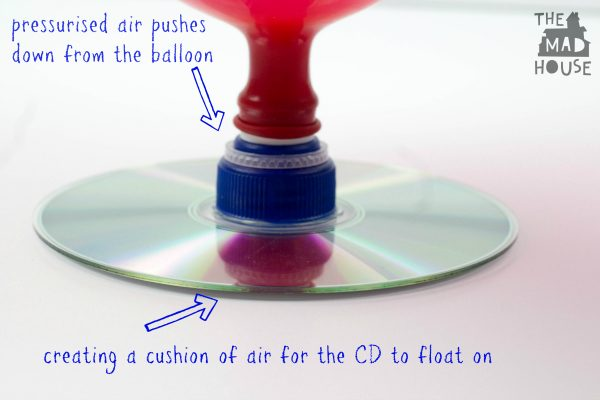 pressurised air pushes
down from the balloon
THE
MAD
HOUSE
creating a cushion of air for the CD to float on